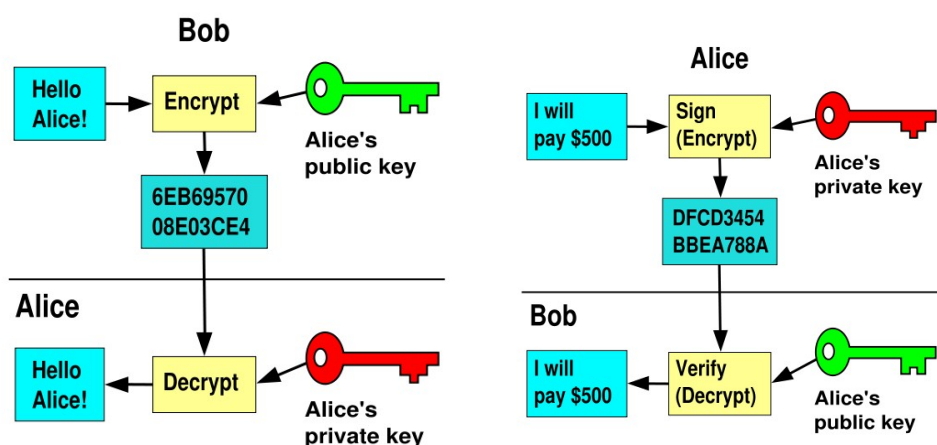 Bob
Hello
Alice!
Encrypt
Alice's
public key
6EB69570
08E03CE4
Alice
Hello
Alice!
Decrypt
Alice's
private key
Alice
I will
pay $500
Sign
(Encrypt)
Alice's
private key
DFCD3454
BBEA788A
Bob
I will
pay $500
Verify
(Decrypt)
Alice's
public key